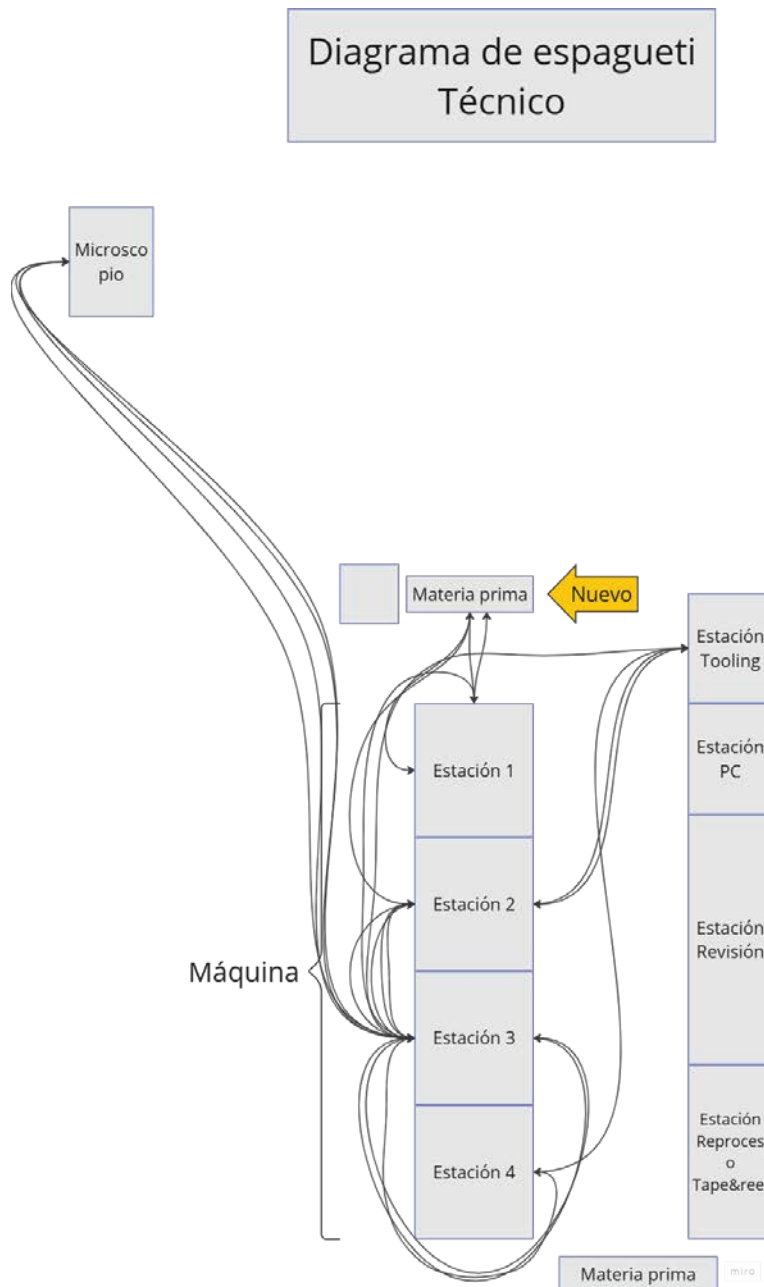 Diagrama de espagueti
Técnico
Microsco
pio
Materia prima
Nuevo
Estación
Tooling
Estación 1
Estación
PC
Estación 2
Estación
Revisión
Máquina
Estación 3
Estación 4
Estación
Reproces
o
Tape&ree
Materia prima
miro